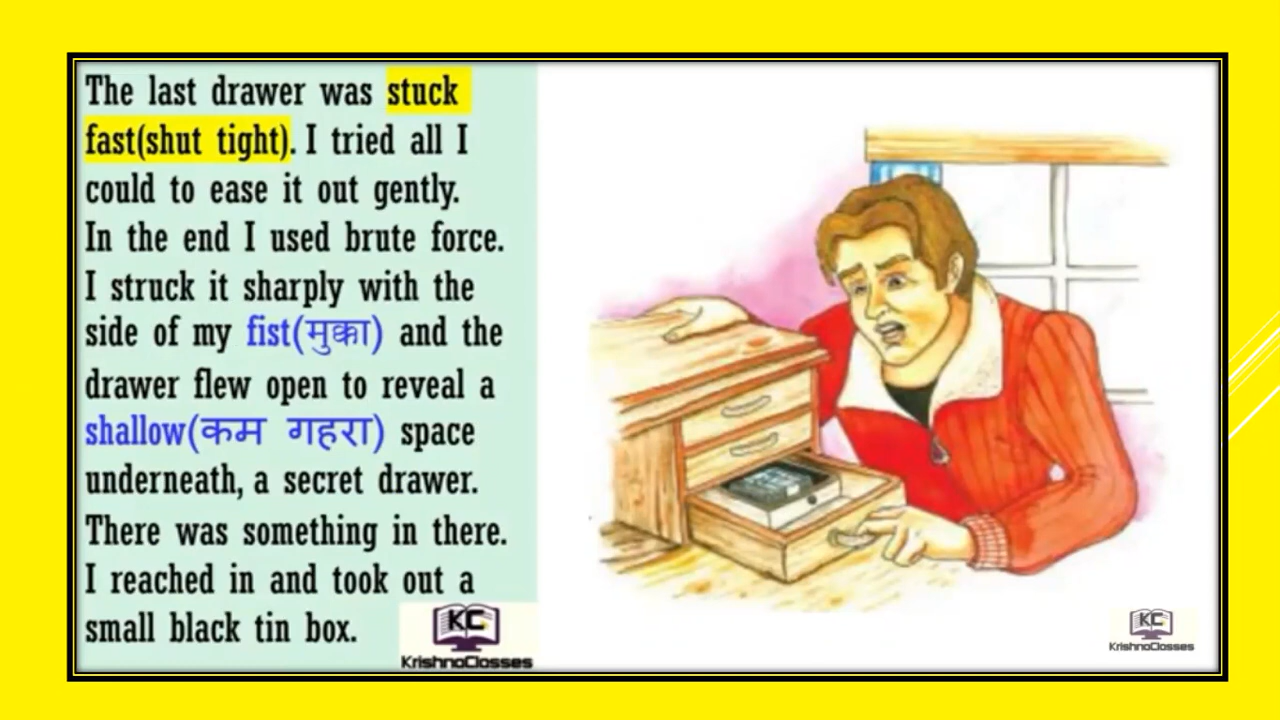 The last drawer was stuck
fast(shut tight). I tried all I
could to ease it out gently.
In the end I used brute force.
I struck it sharply with the
side of my fist(मुक्का) and the
drawer flew open to reveal a
shallow(कम गहरा) space
underneath, a secret drawer.
There was something in there.
I reached in and took out a
small black tin box.
KC
KrishnaClasses
KC
KrishnaClasses